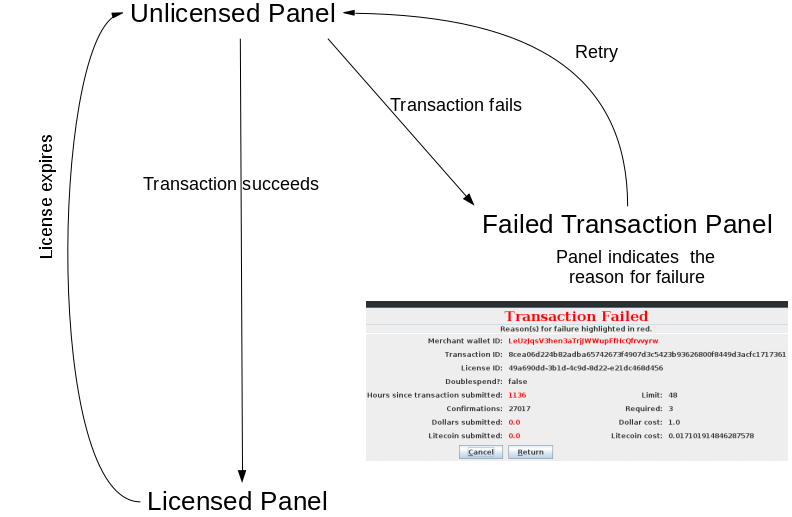 Unlicensed Panel
Retry
Transaction fails
License expires
Transaction succeeds
Failed Transaction Panel
Panel indicates the
reason for failure
Transaction Failed
Reason(s) for failure highlighted in red.
Merchant wallet ID: LeUzJqsV3hen3aTrjJWWupFfHcQfrvvyrw
Transaction ID: 8cea06d224b82adba65742673f4907d3c5423b93626800f8449d3acfc1717361
License ID: 49a690dd-3b1d-4c9d-8d22-e21dc468d456
Doublespend?: false
Hours since transaction submitted: 1136 Limit: 48
Confirmations: 27017 Required: 3
Dollars submitted: 0.0 Dollar cost: 1.0
Litecoin submitted: 0.0 Litecoin cost: 0.017101914846287578
Cancel Return
Licensed Panel